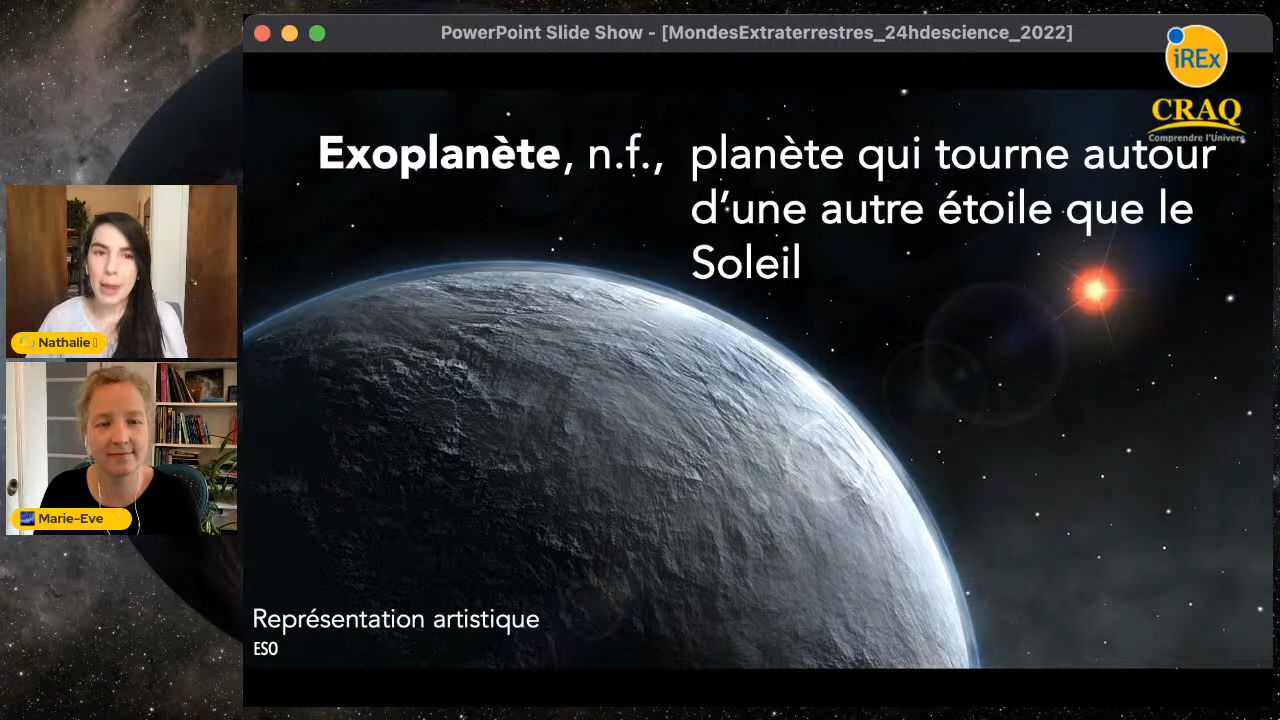 PowerPoint Slide Show - [MondesExtraterrestres_24hdescience_2022]
iREx
CRAQ
Comprendre l'Univers
Exoplanète, n.f., planète qui tourne autour
d’une autre étoile que le
Soleil
Nathalie
Marie-Eve
Représentation artistique
ESO